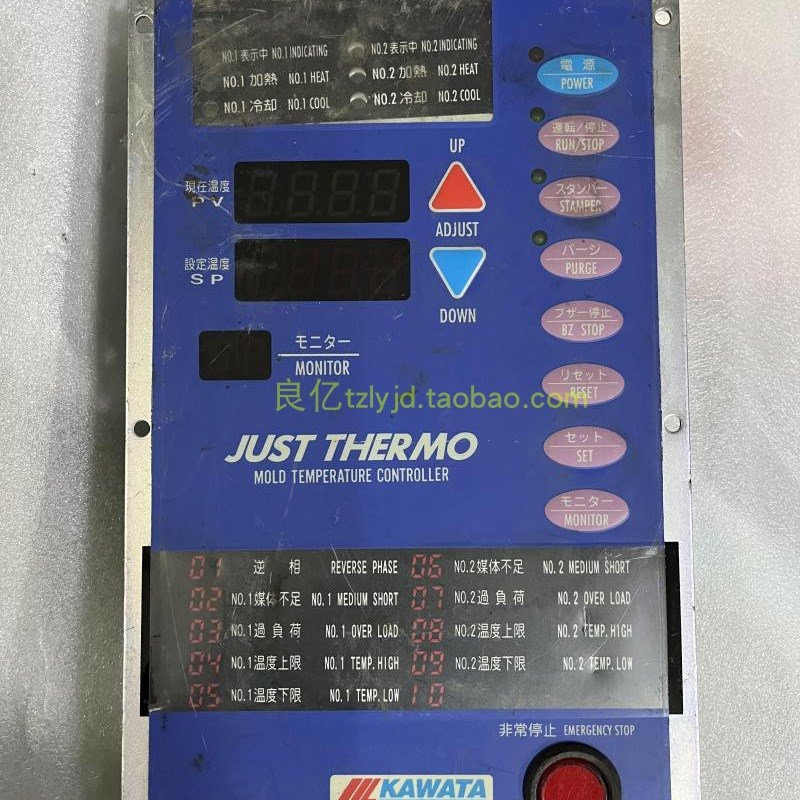 NO.1 表示中 NO.1 INDICATING
NO.2 表示中 NO.2 INDICATING
NO.1 加熱 NO.1 HEAT
NO.2 加熱 NO.2 HEAT
NO.1 冷却 NO.1 COOL
NO.2 冷却 NO.2 COOL
電源
POWER
運転/停止
RUN/STOP
スタンパー
STAMPER
パージ
PURGE
ブザー停止
BZ STOP
リセット
RESET
セット
SET
モニター
MONITOR
UP
ADJUST
DOWN
現在温度
PV
設定温度
SP
モニター
MONITOR
良亿tzlyjd.taobao.com
JUST THERMO
MOLD TEMPERATURE CONTROLLER
01 逆相 REVERSE PHASE
02 NO.1媒体不足 NO.1 MEDIUM SHORT
03 NO.1過負荷 NO.1 OVER LOAD
04 NO.1温度上限 NO.1 TEMP.HIGH
05 NO.1温度下限 NO.1 TEMP.LOW
06 NO.2媒体不足 NO.2 MEDIUM SHORT
07 NO.2過負荷 NO.2 OVER LOAD
08 NO.2温度上限 NO.2 TEMP.HIGH
09 NO.2温度下限 NO.2 TEMP.LOW
10
非常停止 EMERGENCY STOP
KAWATA